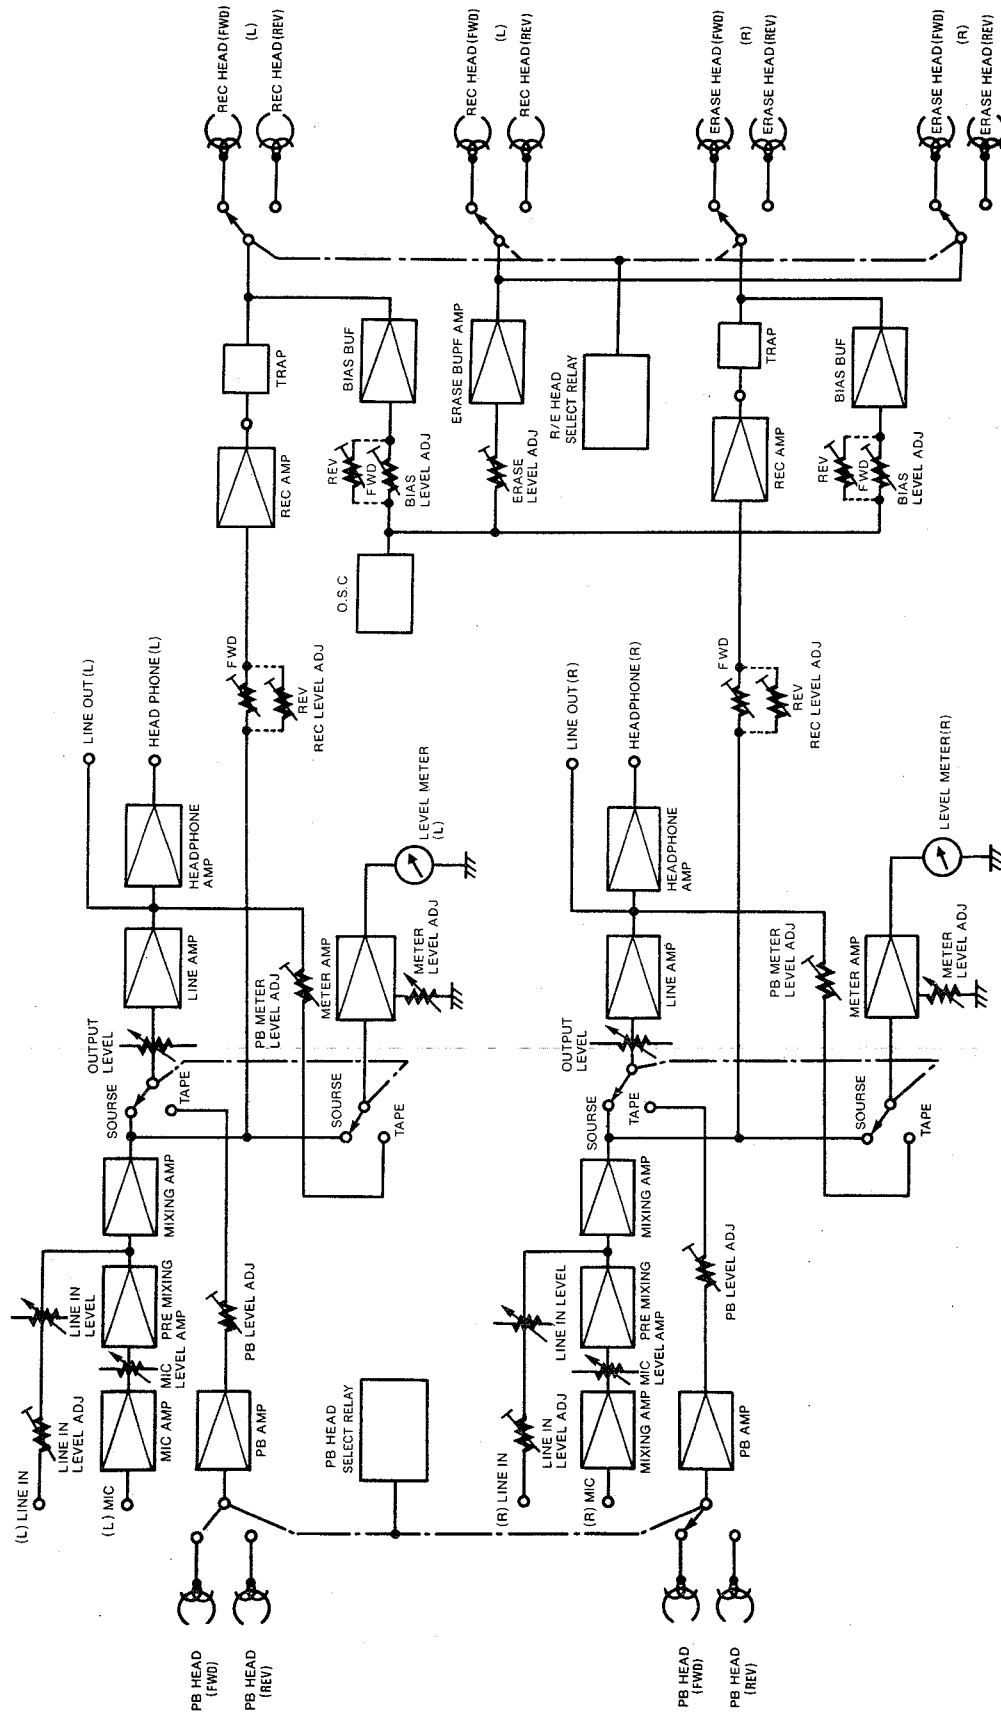 (L) LINE IN
LINE IN
LEVEL ADJ
LINE IN
LEVEL
(L) MIC
MIC AMP
MIC
LEVEL AMP
PRE MIXING
MIXING AMP
SOURSE
TAPE
OUTPUT
LEVEL
LINE AMP
HEADPHONE
AMP
LINE OUT (L)
HEAD PHONE (L)
PB HEAD
(FWD)
PB HEAD
(REV)
PB AMP
PB LEVEL ADJ
PB METER
LEVEL ADJ
SOURSE
TAPE
METER AMP
METER
LEVEL ADJ
LEVEL METER
(L)
FWD
REV
REC LEVEL ADJ
REC AMP
TRAP
REC HEAD (FWD)
(L)
REC HEAD (REV)
O.S.C
REV
FWD
BIAS
LEVEL ADJ
BIAS BUF
ERASE
LEVEL ADJ
ERASE BUPF AMP
REC HEAD (FWD)
(L)
REC HEAD (REV)
PB HEAD
SELECT RELAY
R/E HEAD
SELECT RELAY
(R) LINE IN
LINE IN
LEVEL ADJ
LINE IN LEVEL
(R) MIC
MIXING AMP
MIC
LEVEL AMP
PRE MIXING
MIXING AMP
SOURSE
TAPE
OUTPUT
LEVEL
LINE AMP
HEADPHONE
AMP
LINE OUT (R)
HEADPHONE (R)
PB HEAD
(FWD)
PB HEAD
(REV)
PB AMP
PB LEVEL ADJ
PB METER
LEVEL ADJ
SOURSE
TAPE
METER AMP
METER
LEVEL ADJ
LEVEL METER(R)
FWD
REV
REC LEVEL ADJ
REC AMP
TRAP
ERASE HEAD (FWD)
(R)
ERASE HEAD (REV)
REV
FWD
BIAS
LEVEL ADJ
BIAS BUF
ERASE HEAD (FWD)
(R)
ERASE HEAD (REV)